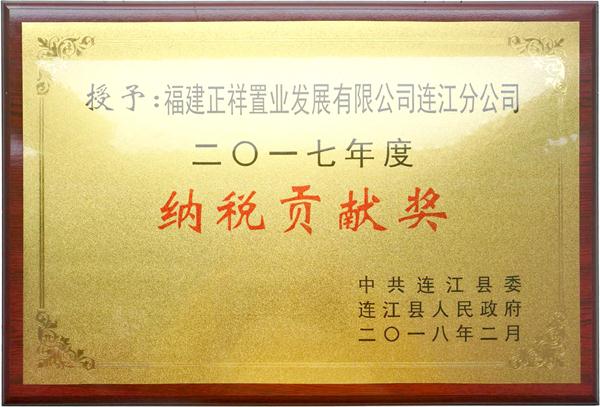 授予:福建正祥置业发展有限公司连江分公司
二〇一七年度
纳税贡献奖
中共连江县委
连江县人民政府
二〇一八年二月